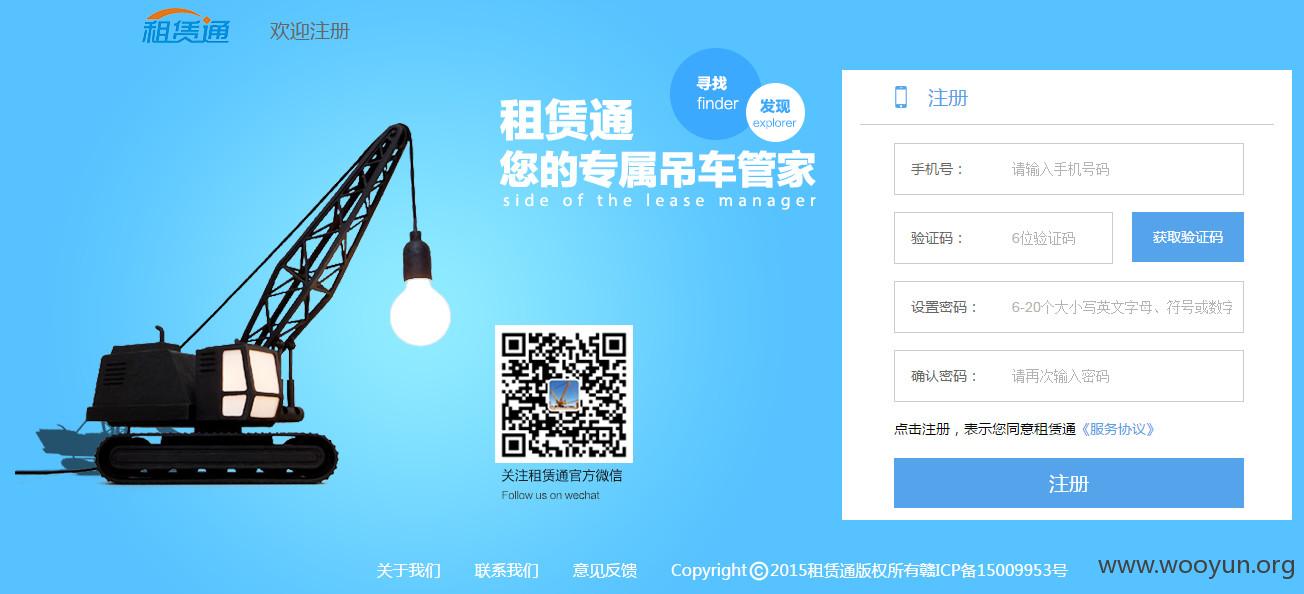 租赁通
欢迎注册
寻找
finder
发现
explorer
租赁通
您的专属吊车管家
side of the lease manager
关注租赁通官方微信
Follow us on wechat
注册
手机号： 请输入手机号码
验证码： 6位验证码 获取验证码
设置密码： 6-20个大小写英文字母、符号或数字
确认密码： 请再次输入密码
点击注册，表示您同意租赁通《服务协议》
注册
关于我们 联系我们 意见反馈 Copyright©2015租赁通版权所有赣ICP备15009953号
www.wooyun.org